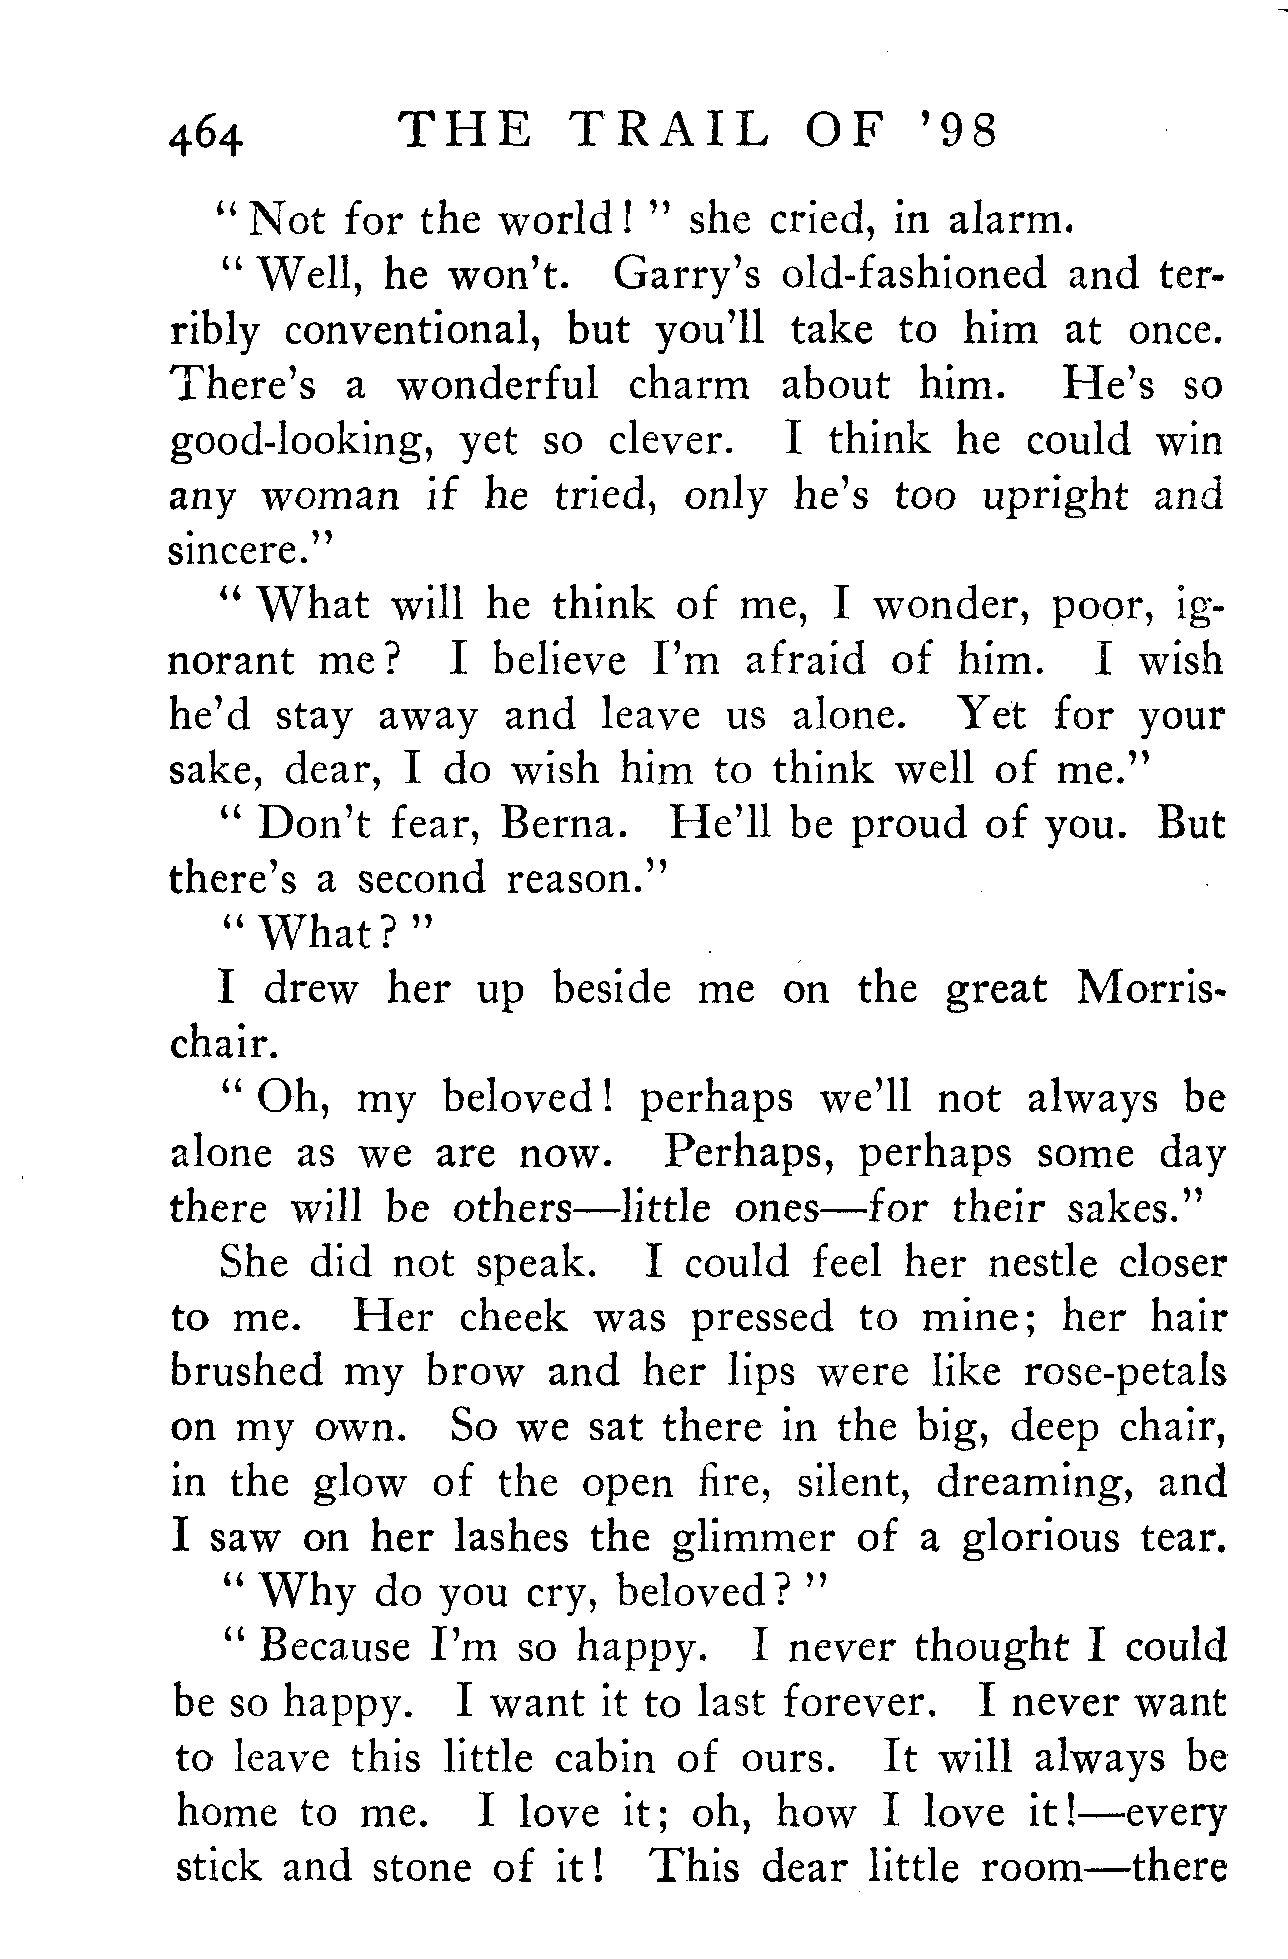 464 THE TRAIL OF '98
"Not for the world!" she cried, in alarm.
"Well, he won't. Garry's old-fashioned and ter-
ribly conventional, but you'll take to him at once.
There's a wonderful charm about him. He's so
good-looking, yet so clever. I think he could win
any woman if he tried, only he's too upright and
sincere."
"What will he think of me, I wonder, poor, ig-
norant me? I believe I'm afraid of him. I wish
he'd stay away and leave us alone. Yet for your
sake, dear, I do wish him to think well of me."
"Don't fear, Berna. He'll be proud of you. But
there's a second reason."
"What?"
I drew her up beside me on the great Morris-
chair.
"Oh, my beloved! perhaps we'll not always be
alone as we are now. Perhaps, perhaps some day
there will be others—little ones—for their sakes."
She did not speak. I could feel her nestle closer
to me. Her cheek was pressed to mine; her hair
brushed my brow and her lips were like rose-petals
on my own. So we sat there in the big, deep chair,
in the glow of the open fire, silent, dreaming, and
I saw on her lashes the glimmer of a glorious tear.
"Why do you cry, beloved?"
"Because I'm so happy. I never thought I could
be so happy. I want it to last forever. I never want
to leave this little cabin of ours. It will always be
home to me. I love it; oh, how I love it!—every
stick and stone of it! This dear little room—there